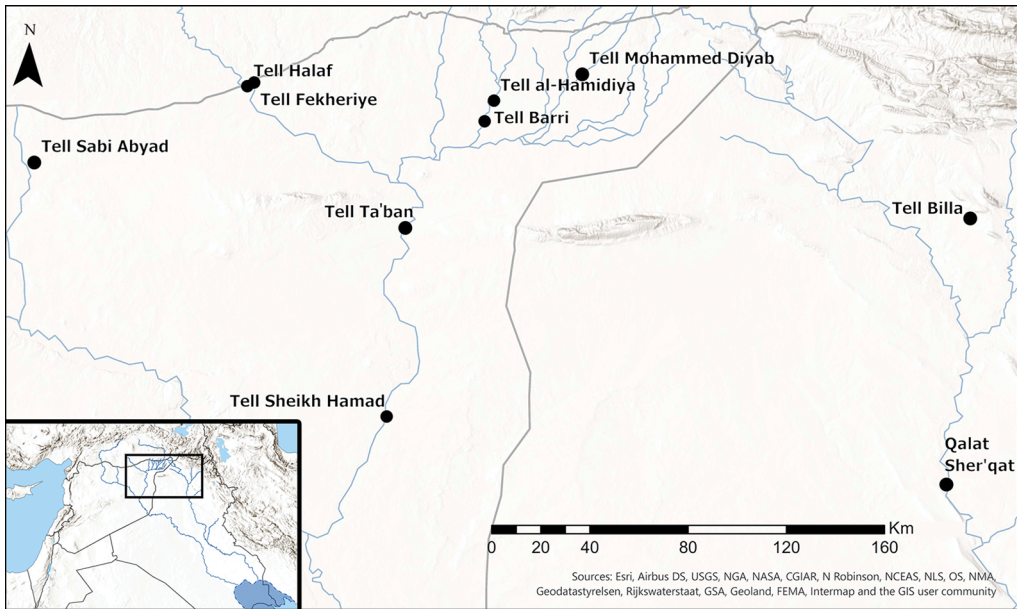 N
Tell Halaf
Tell Fekheriye
Tell Mohammed Diyab
Tell al-Hamidiya
Tell Barri
Tell Sabi Abyad
Tell Ta'ban
Tell Billa
Tell Sheikh Hamad
Qalat
Sher'qat
Km
0 20 40 80 120 160
Sources: Esri, Airbus DS, USGS, NGA, NASA, CGIAR, N Robinson, NCEAS, NLS, OS, NMA,
Geodatastyrelsen, Rijkswaterstaat, GSA, Geoland, FEMA, Intermap and the GIS user community